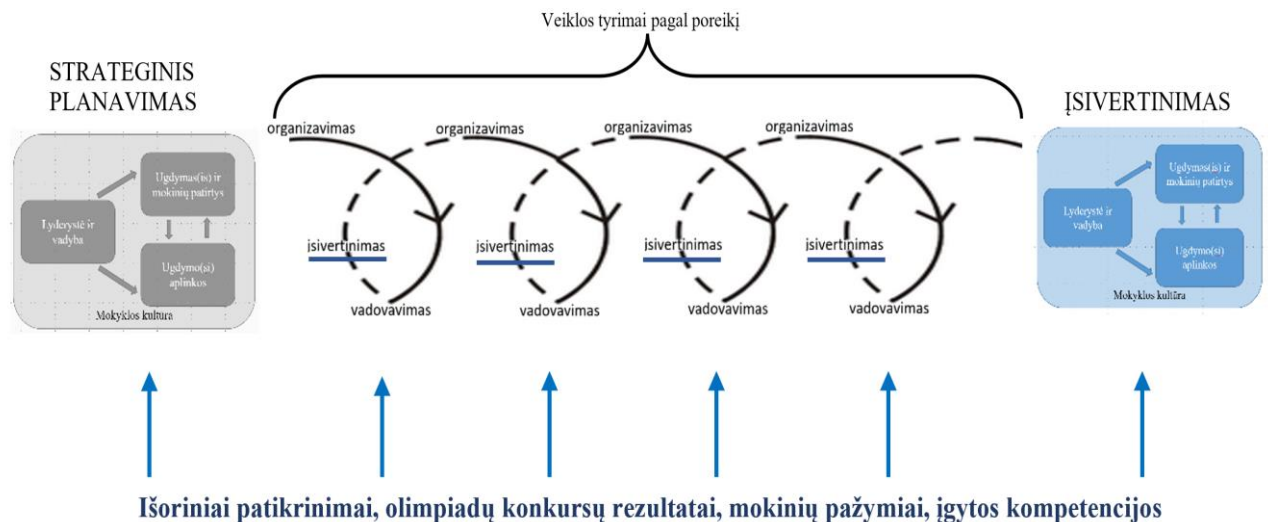 Veiklos tyrimai pagal poreikį
STRATEGINIS
PLANAVIMAS
Lyderystė ir
vadyba
Ugdymas(is) ir
mokinių patirtys
Ugdymo(si)
aplinkos
Mokyklos kultūra
organizavimas
organizavimas
organizavimas
organizavimas
įsivertinimas
įsivertinimas
įsivertinimas
įsivertinimas
vadovavimas
vadovavimas
vadovavimas
vadovavimas
ĮSIVERTINIMAS
Lyderystė ir
vadyba
Ugdymas(is) ir
mokinių patirtys
Ugdymo(si)
aplinkos
Mokyklos kultūra
Išoriniai patikrinimai, olimpiadų konkursų rezultatai, mokinių pažymiai, įgytos kompetencijos